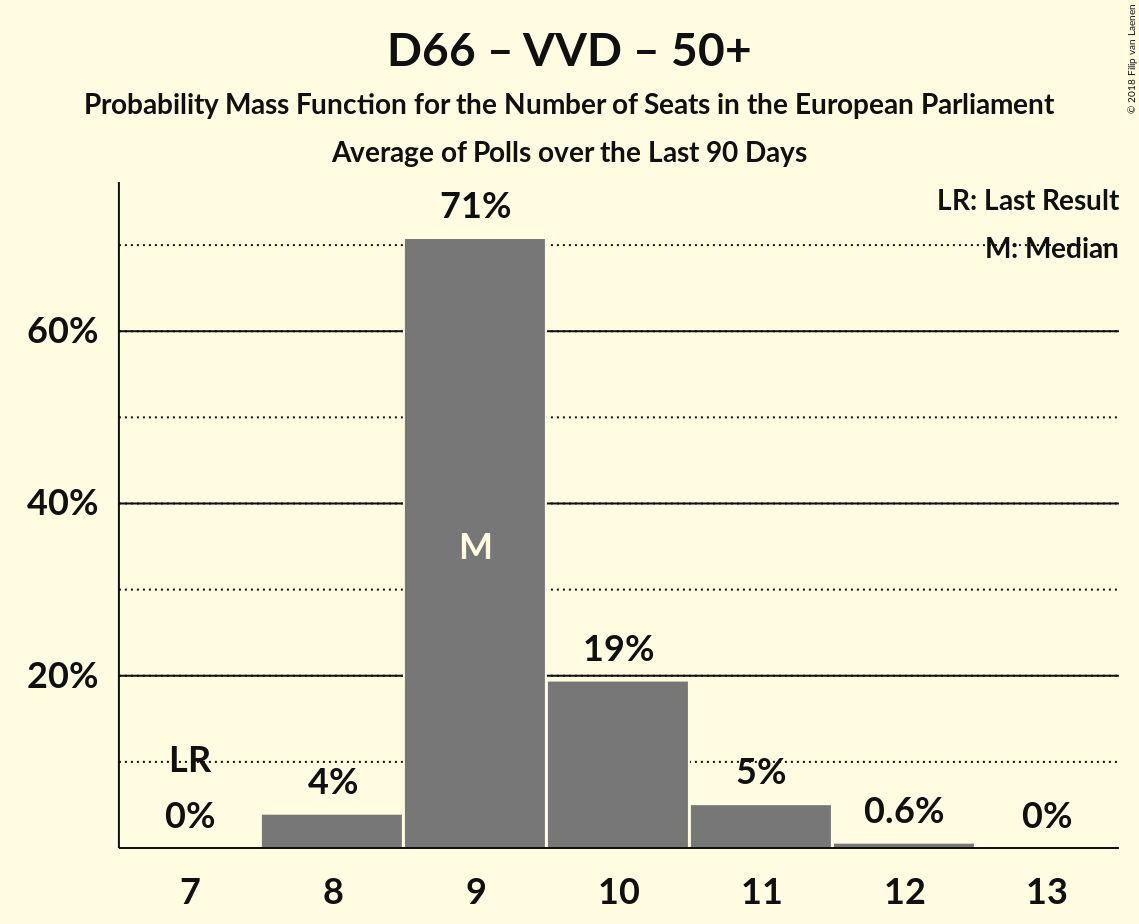 D66 – VVD – 50+
Probability Mass Function for the Number of Seats in the European Parliament
Average of Polls over the Last 90 Days
© 2018 Filip van Laenen
LR: Last Result
M: Median
71%
60%
40%
M
19%
20%
LR
5%
4%
0.6%
0%
0%
7 8 9 10 11 12 13